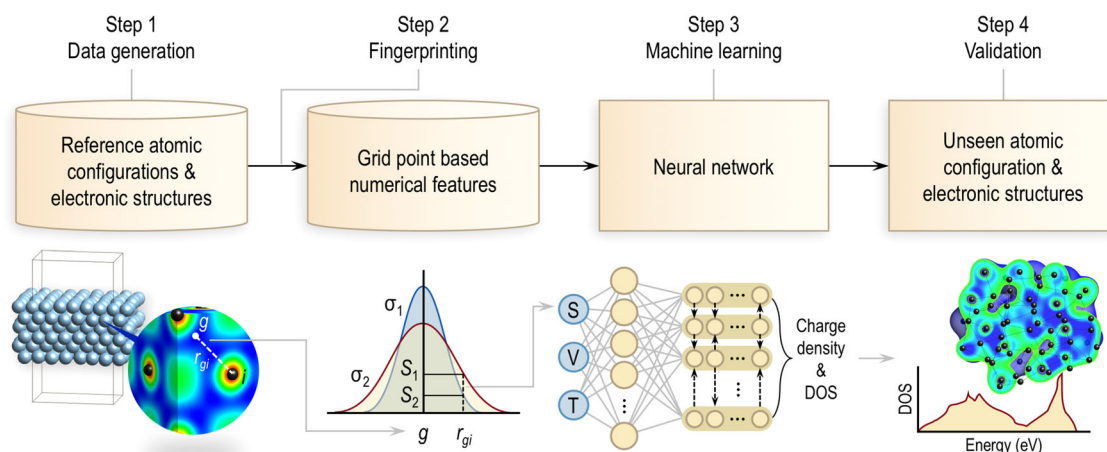 Step 1
Data generation
Step 2
Fingerprinting
Step 3
Machine learning
Step 4
Validation
Reference atomic
configurations &
electronic structures
Grid point based
numerical features
Neural network
Unseen atomic
configuration &
electronic structures
g
r_gi
i
σ₁
σ₂
S₁
S₂
g
r_gi
S
V
T
Charge
density
&
DOS
DOS
Energy (eV)